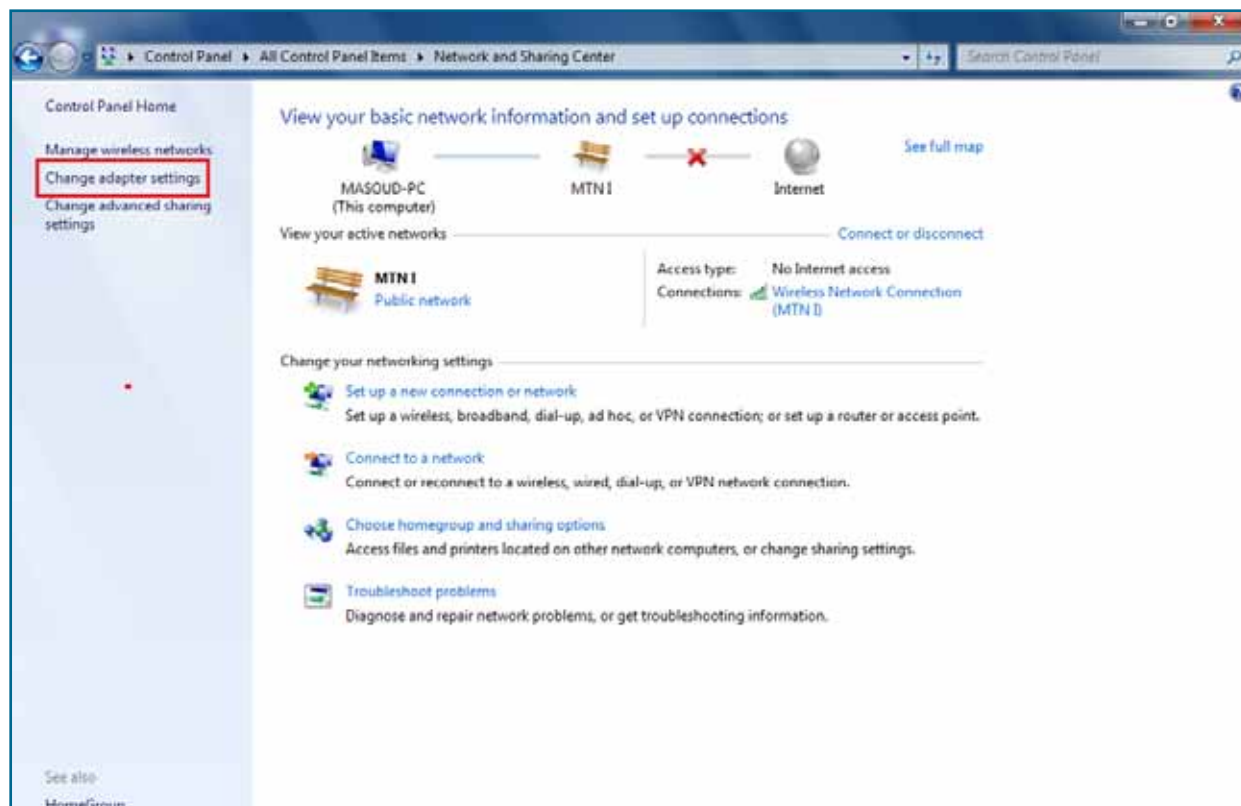 Control Panel ▸ All Control Panel Items ▸ Network and Sharing Center
Search Control Panel
Control Panel Home
Manage wireless networks
Change adapter settings
Change advanced sharing
settings
See also
HomeGroup
View your basic network information and set up connections
See full map
MASOUD-PC
(This computer)
MTN I
Internet
View your active networks
Connect or disconnect
MTN I
Public network
Access type: No Internet access
Connections: Wireless Network Connection
(MTN I)
Change your networking settings
Set up a new connection or network
Set up a wireless, broadband, dial-up, ad hoc, or VPN connection; or set up a router or access point.
Connect to a network
Connect or reconnect to a wireless, wired, dial-up, or VPN network connection.
Choose homegroup and sharing options
Access files and printers located on other network computers, or change sharing settings.
Troubleshoot problems
Diagnose and repair network problems, or get troubleshooting information.